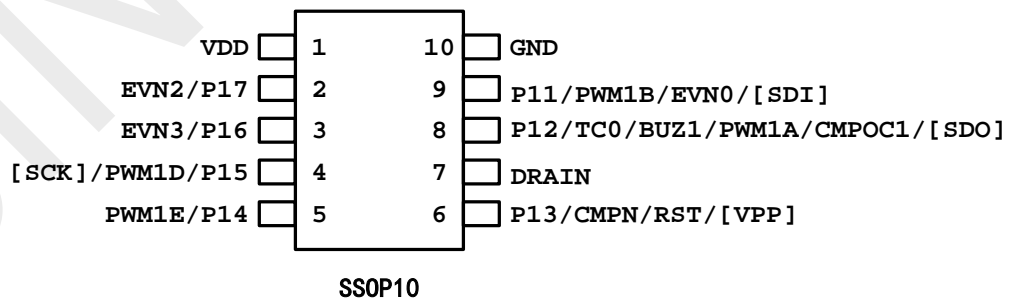 VDD 1 10 GND
EVN2/P17 2 9 P11/PWM1B/EVN0/[SDI]
EVN3/P16 3 8 P12/TC0/BUZ1/PWM1A/CMPOC1/[SDO]
[SCK]/PWM1D/P15 4 7 DRAIN
PWM1E/P14 5 6 P13/CMPN/RST/[VPP]
SSOP10